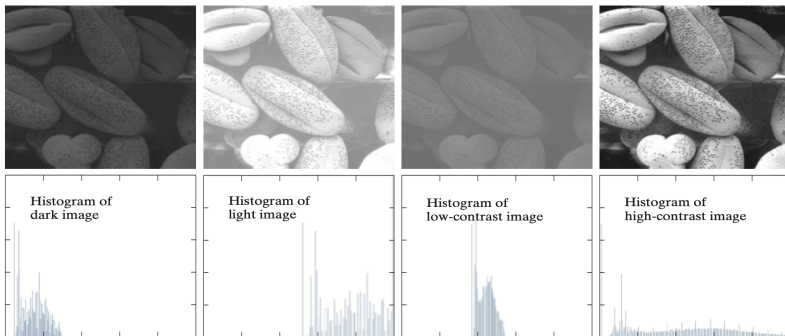 Histogram of
dark image
Histogram of
light image
Histogram of
low-contrast image
Histogram of
high-contrast image